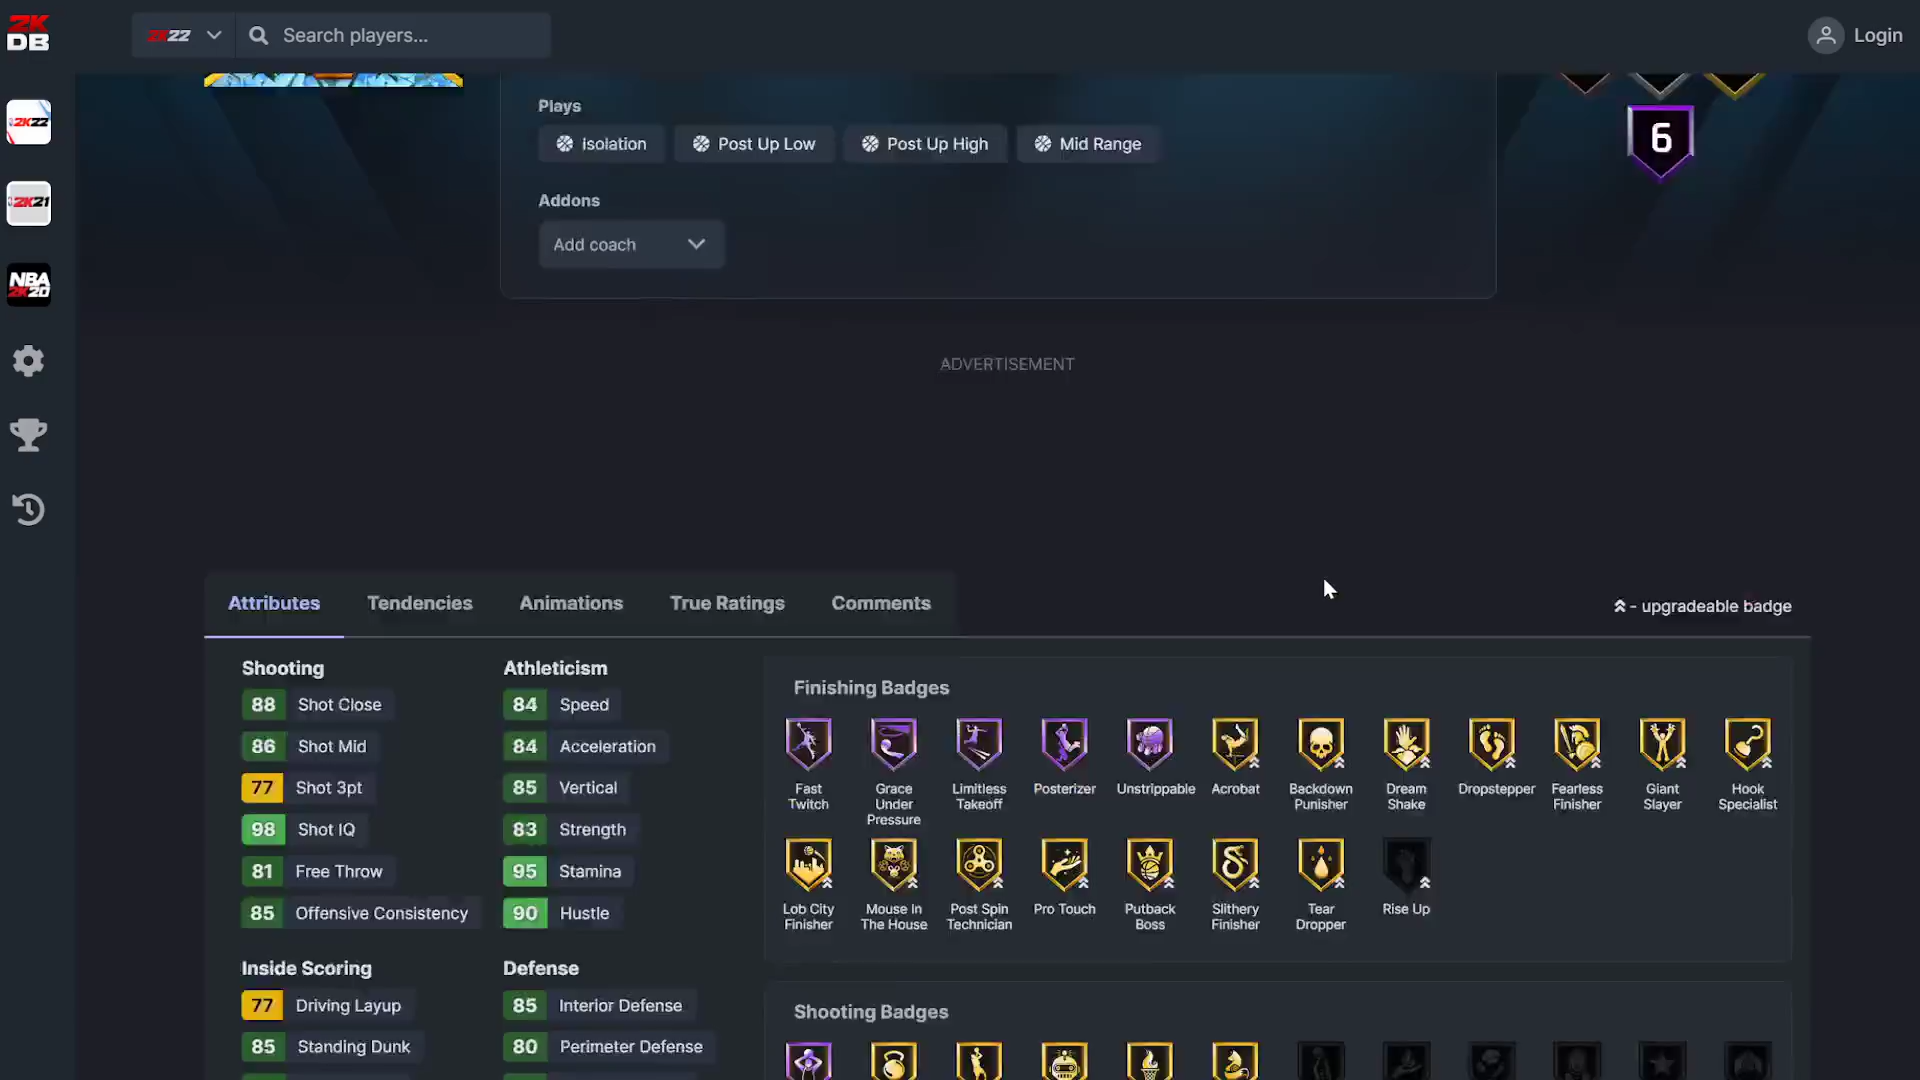 2K
DB
2K22
Search players...
Login
2K22
2K21
NBA
2K20
Plays
Isolation
Post Up Low
Post Up High
Mid Range
6
Addons
Add coach
ADVERTISEMENT
Attributes
Tendencies
Animations
True Ratings
Comments
- upgradeable badge
Shooting
88 Shot Close
86 Shot Mid
77 Shot 3pt
98 Shot IQ
81 Free Throw
85 Offensive Consistency
Inside Scoring
77 Driving Layup
85 Standing Dunk
Athleticism
84 Speed
84 Acceleration
85 Vertical
83 Strength
95 Stamina
90 Hustle
Defense
85 Interior Defense
80 Perimeter Defense
Finishing Badges
Fast
Twitch
Grace
Under
Pressure
Limitless
Takeoff
Posterizer
Unstrippable
Acrobat
Backdown
Punisher
Dream
Shake
Dropstepper
Fearless
Finisher
Giant
Slayer
Hook
Specialist
Lob City
Finisher
Mouse In
The House
Post Spin
Technician
Pro Touch
Putback
Boss
Slithery
Finisher
Tear
Dropper
Rise Up
Shooting Badges